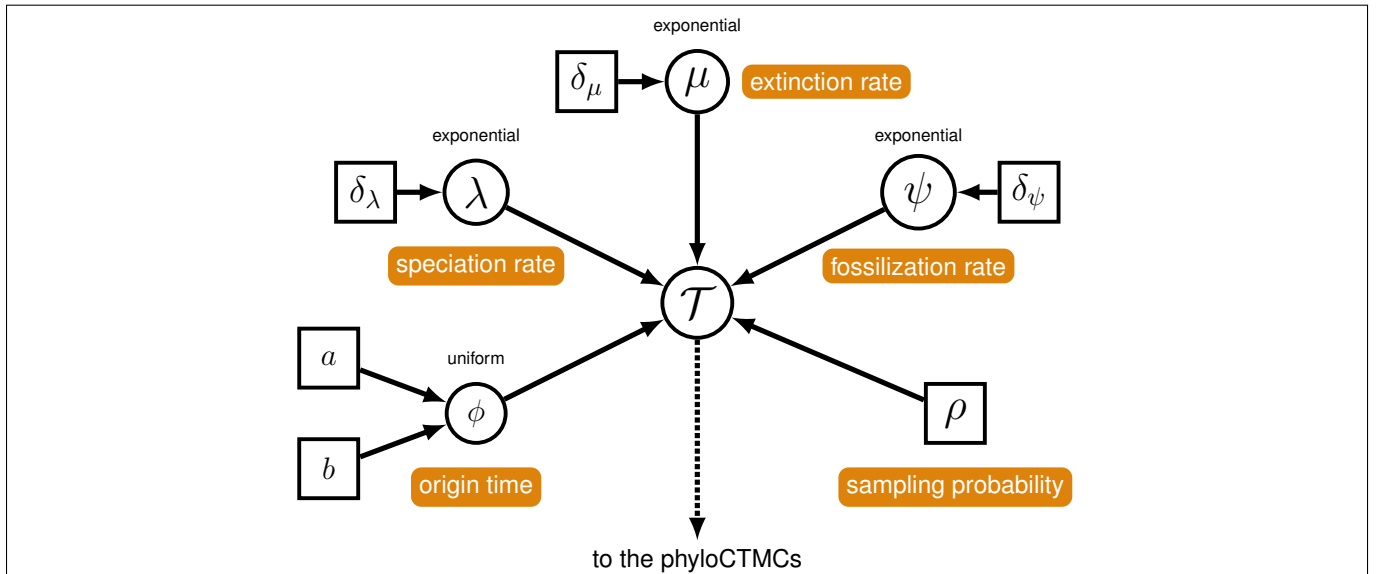 exponential
δ_μ
μ
extinction rate
exponential
exponential
δ_λ
λ
ψ
δ_ψ
speciation rate
fossilization rate
𝒯
a
uniform
ϕ
ρ
b
origin time
sampling probability
to the phyloCTMCs